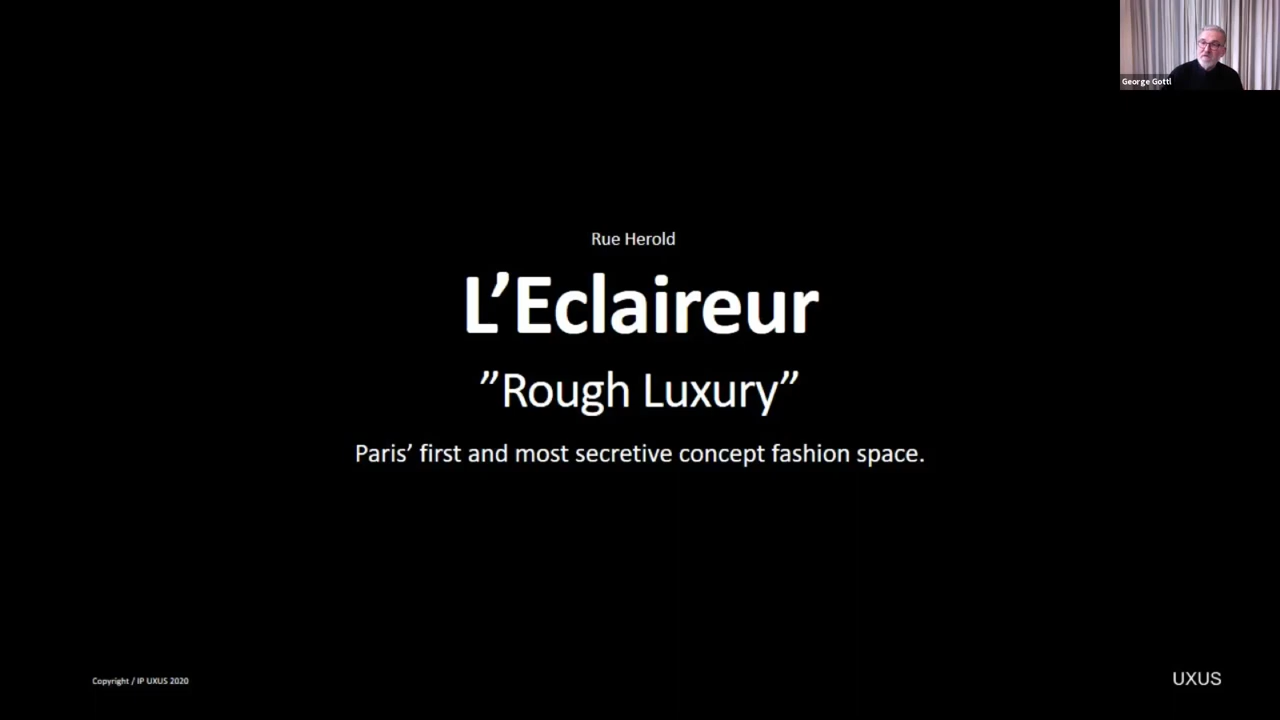 George Gottl
Rue Herold
L’Eclaireur
”Rough Luxury”
Paris’ first and most secretive concept fashion space.
Copyright / IP UXUS 2020
UXUS